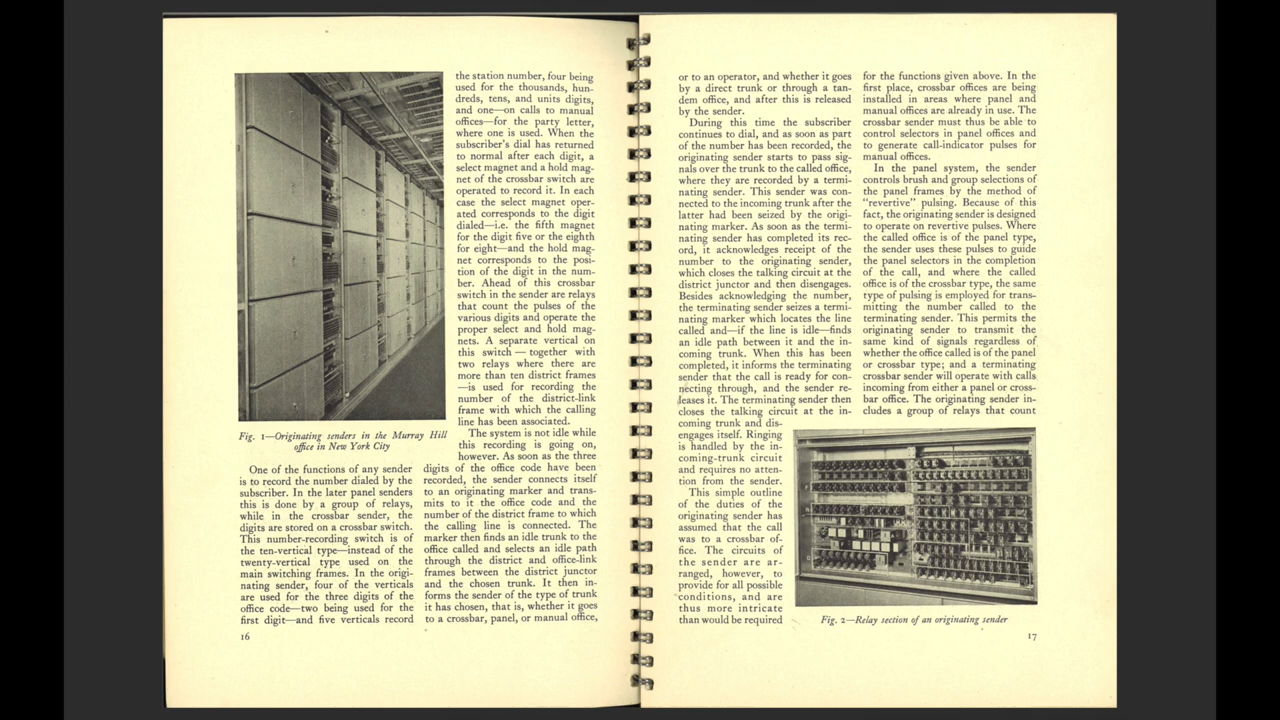 Fig. 1—Originating senders in the Murray Hill
office in New York City
One of the functions of any sender
is to record the number dialed by the
subscriber. In the later panel senders
this is done by a group of relays,
while in the crossbar sender, the
digits are stored on a crossbar switch.
This number-recording switch is of
the ten-vertical type—instead of the
twenty-vertical type used on the
main switching frames. In the origi-
nating sender, four of the verticals
are used for the three digits of the
office code—two being used for the
first digit—and five verticals record
the station number, four being
used for the thousands, hun-
dreds, tens, and units digits,
and one—on calls to manual
offices—for the party letter,
where one is used. When the
subscriber's dial has returned
to normal after each digit, a
select magnet and a hold mag-
net of the crossbar switch are
operated to record it. In each
case the select magnet oper-
ated corresponds to the digit
dialed—i.e. the fifth magnet
for the digit five or the eighth
for eight—and the hold mag-
net corresponds to the posi-
tion of the digit in the num-
ber. Ahead of this crossbar
switch in the sender are relays
that count the pulses of the
various digits and operate the
proper select and hold mag-
nets. A separate vertical on
this switch — together with
two relays where there are
more than ten district frames
—is used for recording the
number of the district-link
frame with which the calling
line has been associated.
The system is not idle while
this recording is going on,
however. As soon as the three
digits of the office code have been
recorded, the sender connects itself
to an originating marker and trans-
mits to it the office code and the
number of the district frame to which
the calling line is connected. The
marker then finds an idle trunk to the
office called and selects an idle path
through the district and office-link
frames between the district junctor
and the chosen trunk. It then in-
forms the sender of the type of trunk
it has chosen, that is, whether it goes
to a crossbar, panel, or manual office,
16
or to an operator, and whether it goes
by a direct trunk or through a tan-
dem office, and after this is released
by the sender.
During this time the subscriber
continues to dial, and as soon as part
of the number has been recorded, the
originating sender starts to pass sig-
nals over the trunk to the called office,
where they are recorded by a termi-
nating sender. This sender was con-
nected to the incoming trunk after the
latter had been seized by the origi-
nating marker. As soon as the termi-
nating sender has completed its rec-
ord, it acknowledges receipt of the
number to the originating sender,
which closes the talking circuit at the
district junctor and then disengages.
Besides acknowledging the number,
the terminating sender seizes a termi-
nating marker which locates the line
called and—if the line is idle—finds
an idle path between it and the in-
coming trunk. When this has been
completed, it informs the terminating
sender that the call is ready for con-
necting through, and the sender re-
leases it. The terminating sender then
closes the talking circuit at the in-
coming trunk and dis-
engages itself. Ringing
is handled by the in-
coming-trunk circuit
and requires no atten-
tion from the sender.
This simple outline
of the duties of the
originating sender has
assumed that the call
was to a crossbar of-
fice. The circuits of
the sender are ar-
ranged, however, to
provide for all possible
conditions, and are
thus more intricate
than would be required
for the functions given above. In the
first place, crossbar offices are being
installed in areas where panel and
manual offices are already in use. The
crossbar sender must thus be able to
control selectors in panel offices and
to generate call-indicator pulses for
manual offices.
In the panel system, the sender
controls brush and group selections of
the panel frames by the method of
"revertive" pulsing. Because of this
fact, the originating sender is designed
to operate on revertive pulses. Where
the called office is of the panel type,
the sender uses these pulses to guide
the panel selectors in the completion
of the call, and where the called
office is of the crossbar type, the same
type of pulsing is employed for trans-
mitting the number called to the
terminating sender. This permits the
originating sender to transmit the
same kind of signals regardless of
whether the office called is of the panel
or crossbar type; and a terminating
crossbar sender will operate with calls
incoming from either a panel or cross-
bar office. The originating sender in-
cludes a group of relays that count
Fig. 2—Relay section of an originating sender
17